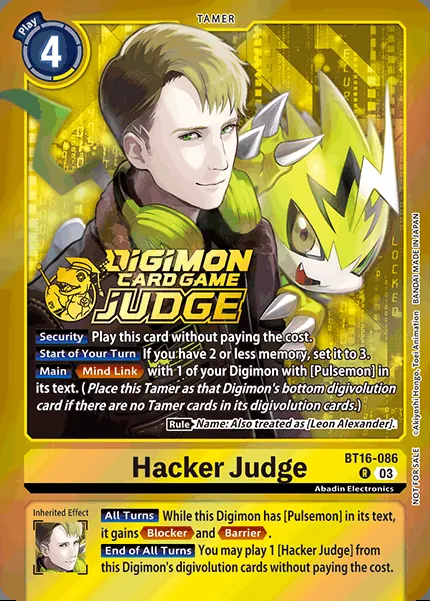 TAMER
Play
4
LOCKED
DIGIMON
CARD GAME
JUDGE
Security Play this card without paying the cost.
Start of Your Turn If you have 2 or less memory, set it to 3.
Main Mind Link with 1 of your Digimon with [Pulsemon] in
its text. (Place this Tamer as that Digimon's bottom digivolution
card if there are no Tamer cards in its digivolution cards.)
Rule Name: Also treated as [Leon Alexander].
Hacker Judge
BT16-086
R 03
Abadin Electronics
NOT FOR SALE ©Akiyoshi Hongo, Toei Animation BANDAI MADE IN JAPAN
Inherited Effect
All Turns While this Digimon has [Pulsemon] in its text,
it gains Blocker and Barrier.
End of All Turns You may play 1 [Hacker Judge] from
this Digimon's digivolution cards without paying the cost.